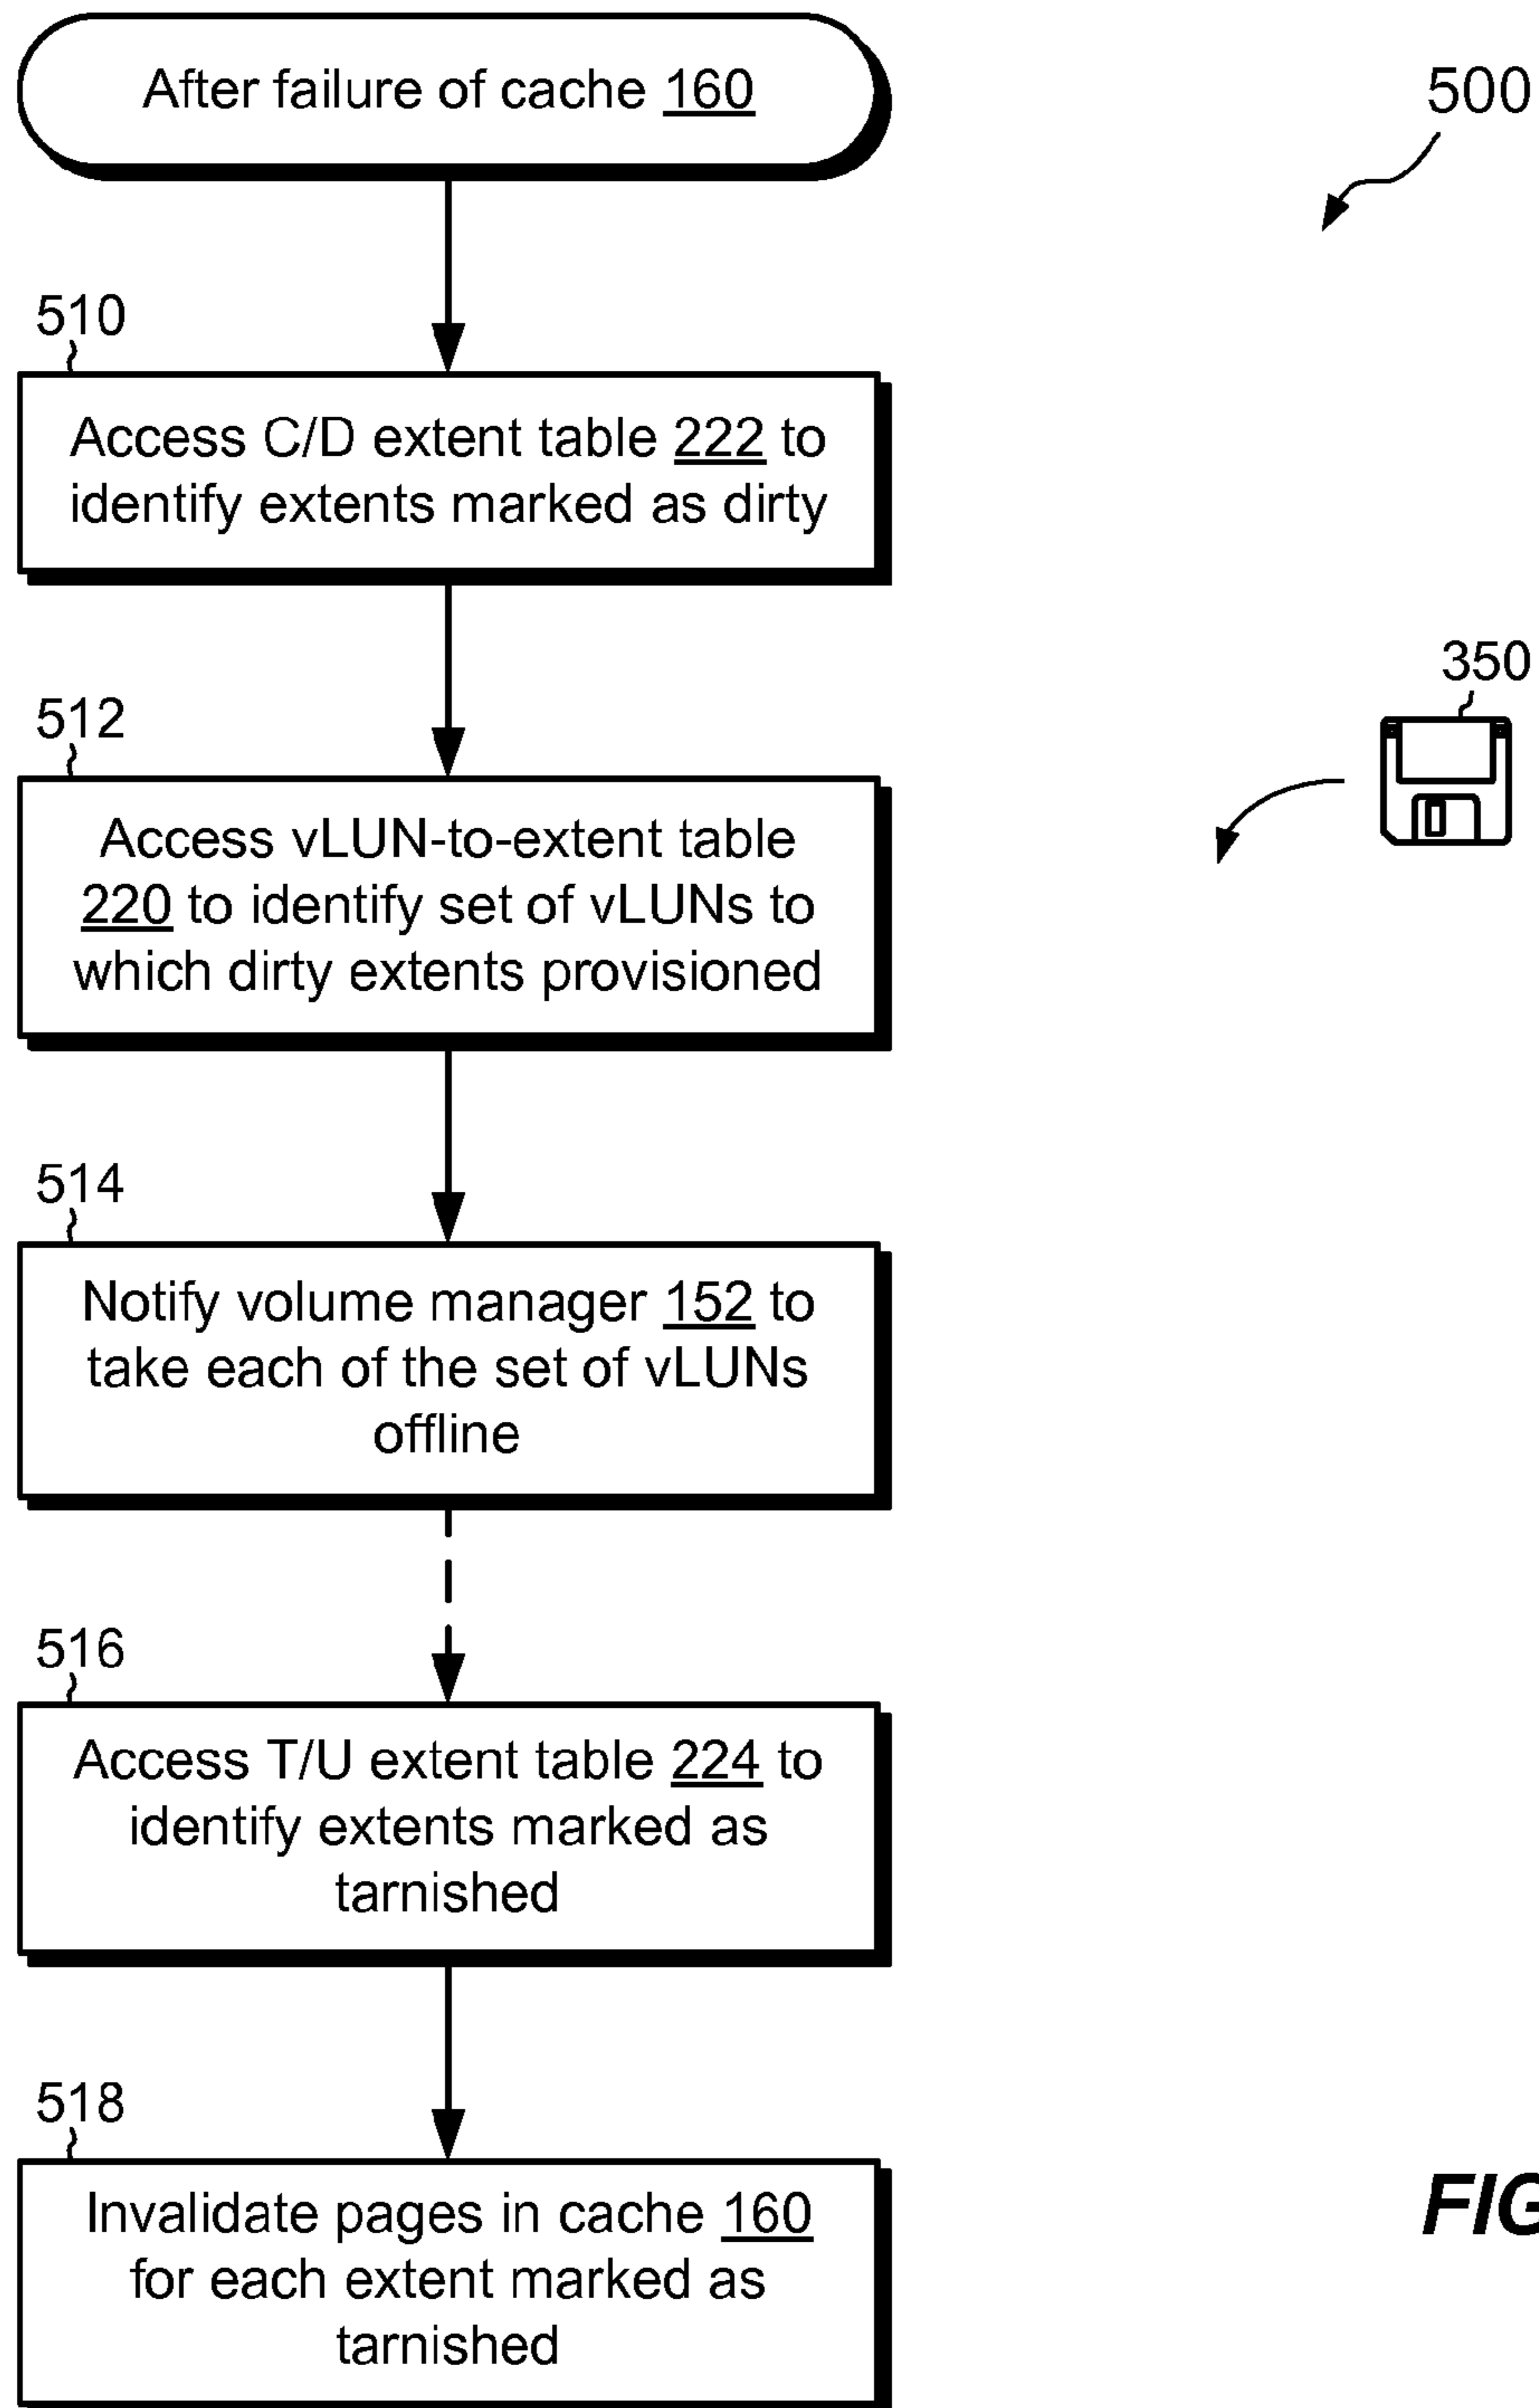 After failure of cache 160
500
510
Access C/D extent table 222 to
identify extents marked as dirty
350
512
Access vLUN-to-extent table
220 to identify set of vLUNs to
which dirty extents provisioned
514
Notify volume manager 152 to
take each of the set of vLUNs
offline
516
Access T/U extent table 224 to
identify extents marked as
tarnished
518
Invalidate pages in cache 160
for each extent marked as
tarnished
FIG